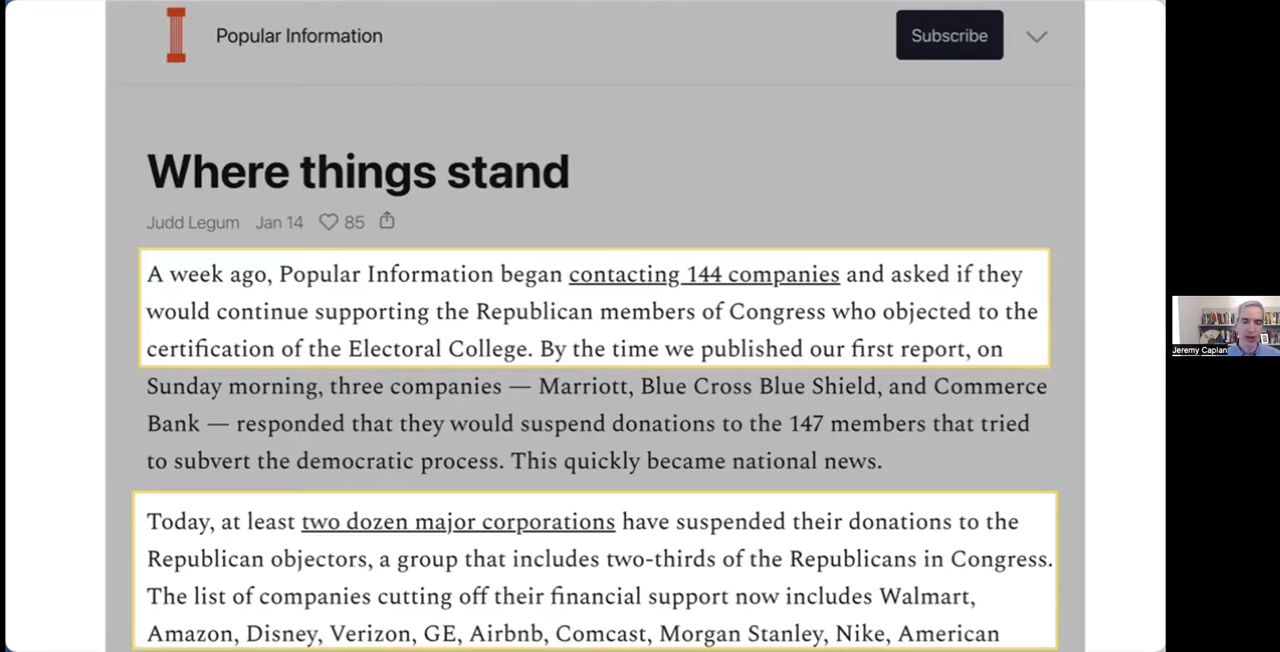 Popular Information
Subscribe
Where things stand
Judd Legum Jan 14 85
A week ago, Popular Information began contacting 144 companies and asked if they
would continue supporting the Republican members of Congress who objected to the
certification of the Electoral College. By the time we published our first report, on
Sunday morning, three companies — Marriott, Blue Cross Blue Shield, and Commerce
Bank — responded that they would suspend donations to the 147 members that tried
to subvert the democratic process. This quickly became national news.
Today, at least two dozen major corporations have suspended their donations to the
Republican objectors, a group that includes two-thirds of the Republicans in Congress.
The list of companies cutting off their financial support now includes Walmart,
Amazon, Disney, Verizon, GE, Airbnb, Comcast, Morgan Stanley, Nike, American
Jeremy Caplan